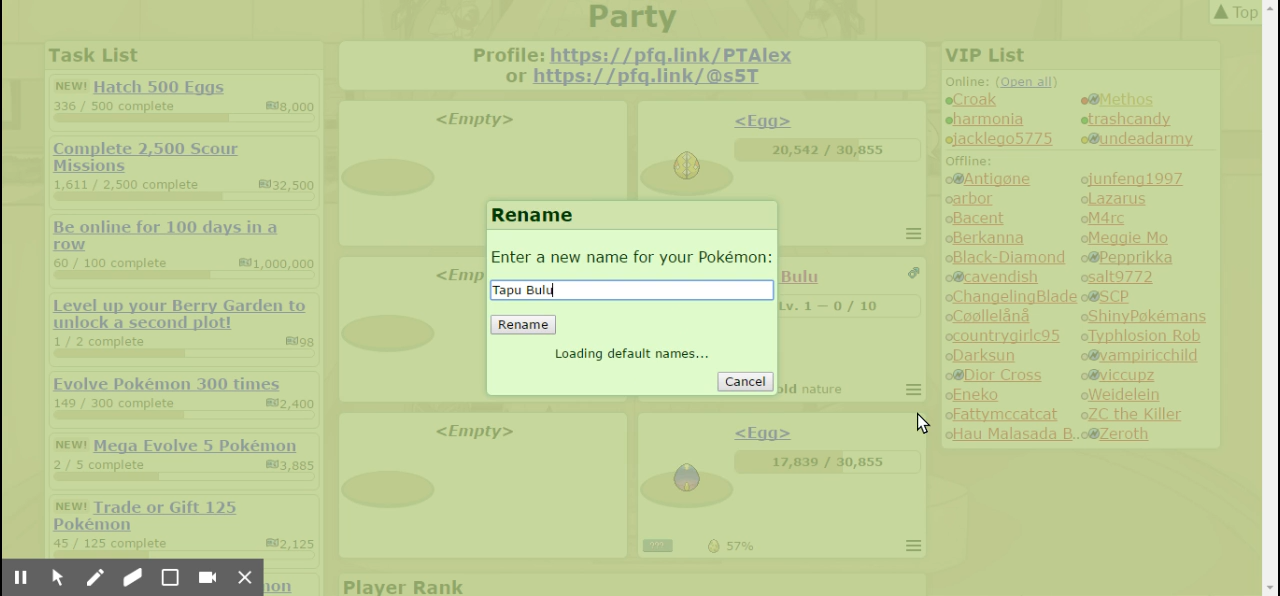 Party
Top
Task List
NEW! Hatch 500 Eggs
336 / 500 complete
8,000
Complete 2,500 Scour
Missions
1,611 / 2,500 complete
32,500
Be online for 100 days in a
row
60 / 100 complete
1,000,000
Level up your Berry Garden to
unlock a second plot!
1 / 2 complete
98
Evolve Pokémon 300 times
149 / 300 complete
2,400
NEW! Mega Evolve 5 Pokémon
2 / 5 complete
3,885
NEW! Trade or Gift 125
Pokémon
45 / 125 complete
2,125
Profile: https://pfq.link/PTAlex
or https://pfq.link/@s5T
<Empty>
<Egg>
20,542 / 30,855
<Emp
Bulu
Lv. 1 — 0 / 10
old nature
<Empty>
<Egg>
17,839 / 30,855
???
57%
Player Rank
Rename
Enter a new name for your Pokémon:
Tapu Bulu
Rename
Loading default names...
Cancel
VIP List
Online: (Open all)
Croak
Methos
harmonia
trashcandy
jacklego5775
undeadarmy
Offline:
Antigøne
junfeng1997
arbor
Lazarus
Bacent
M4rc
Berkanna
Meggie Mo
Black-Diamond
Pepprikka
cavendish
salt9772
ChangelingBlade
SCP
Cøøllelånå
ShinyPøkémans
countrygirlc95
Typhlosion Rob
Darksun
vampiricchild
Dior Cross
viccupz
Eneko
Weidelein
Fattymccatcat
ZC the Killer
Hau Malasada B..
Zeroth